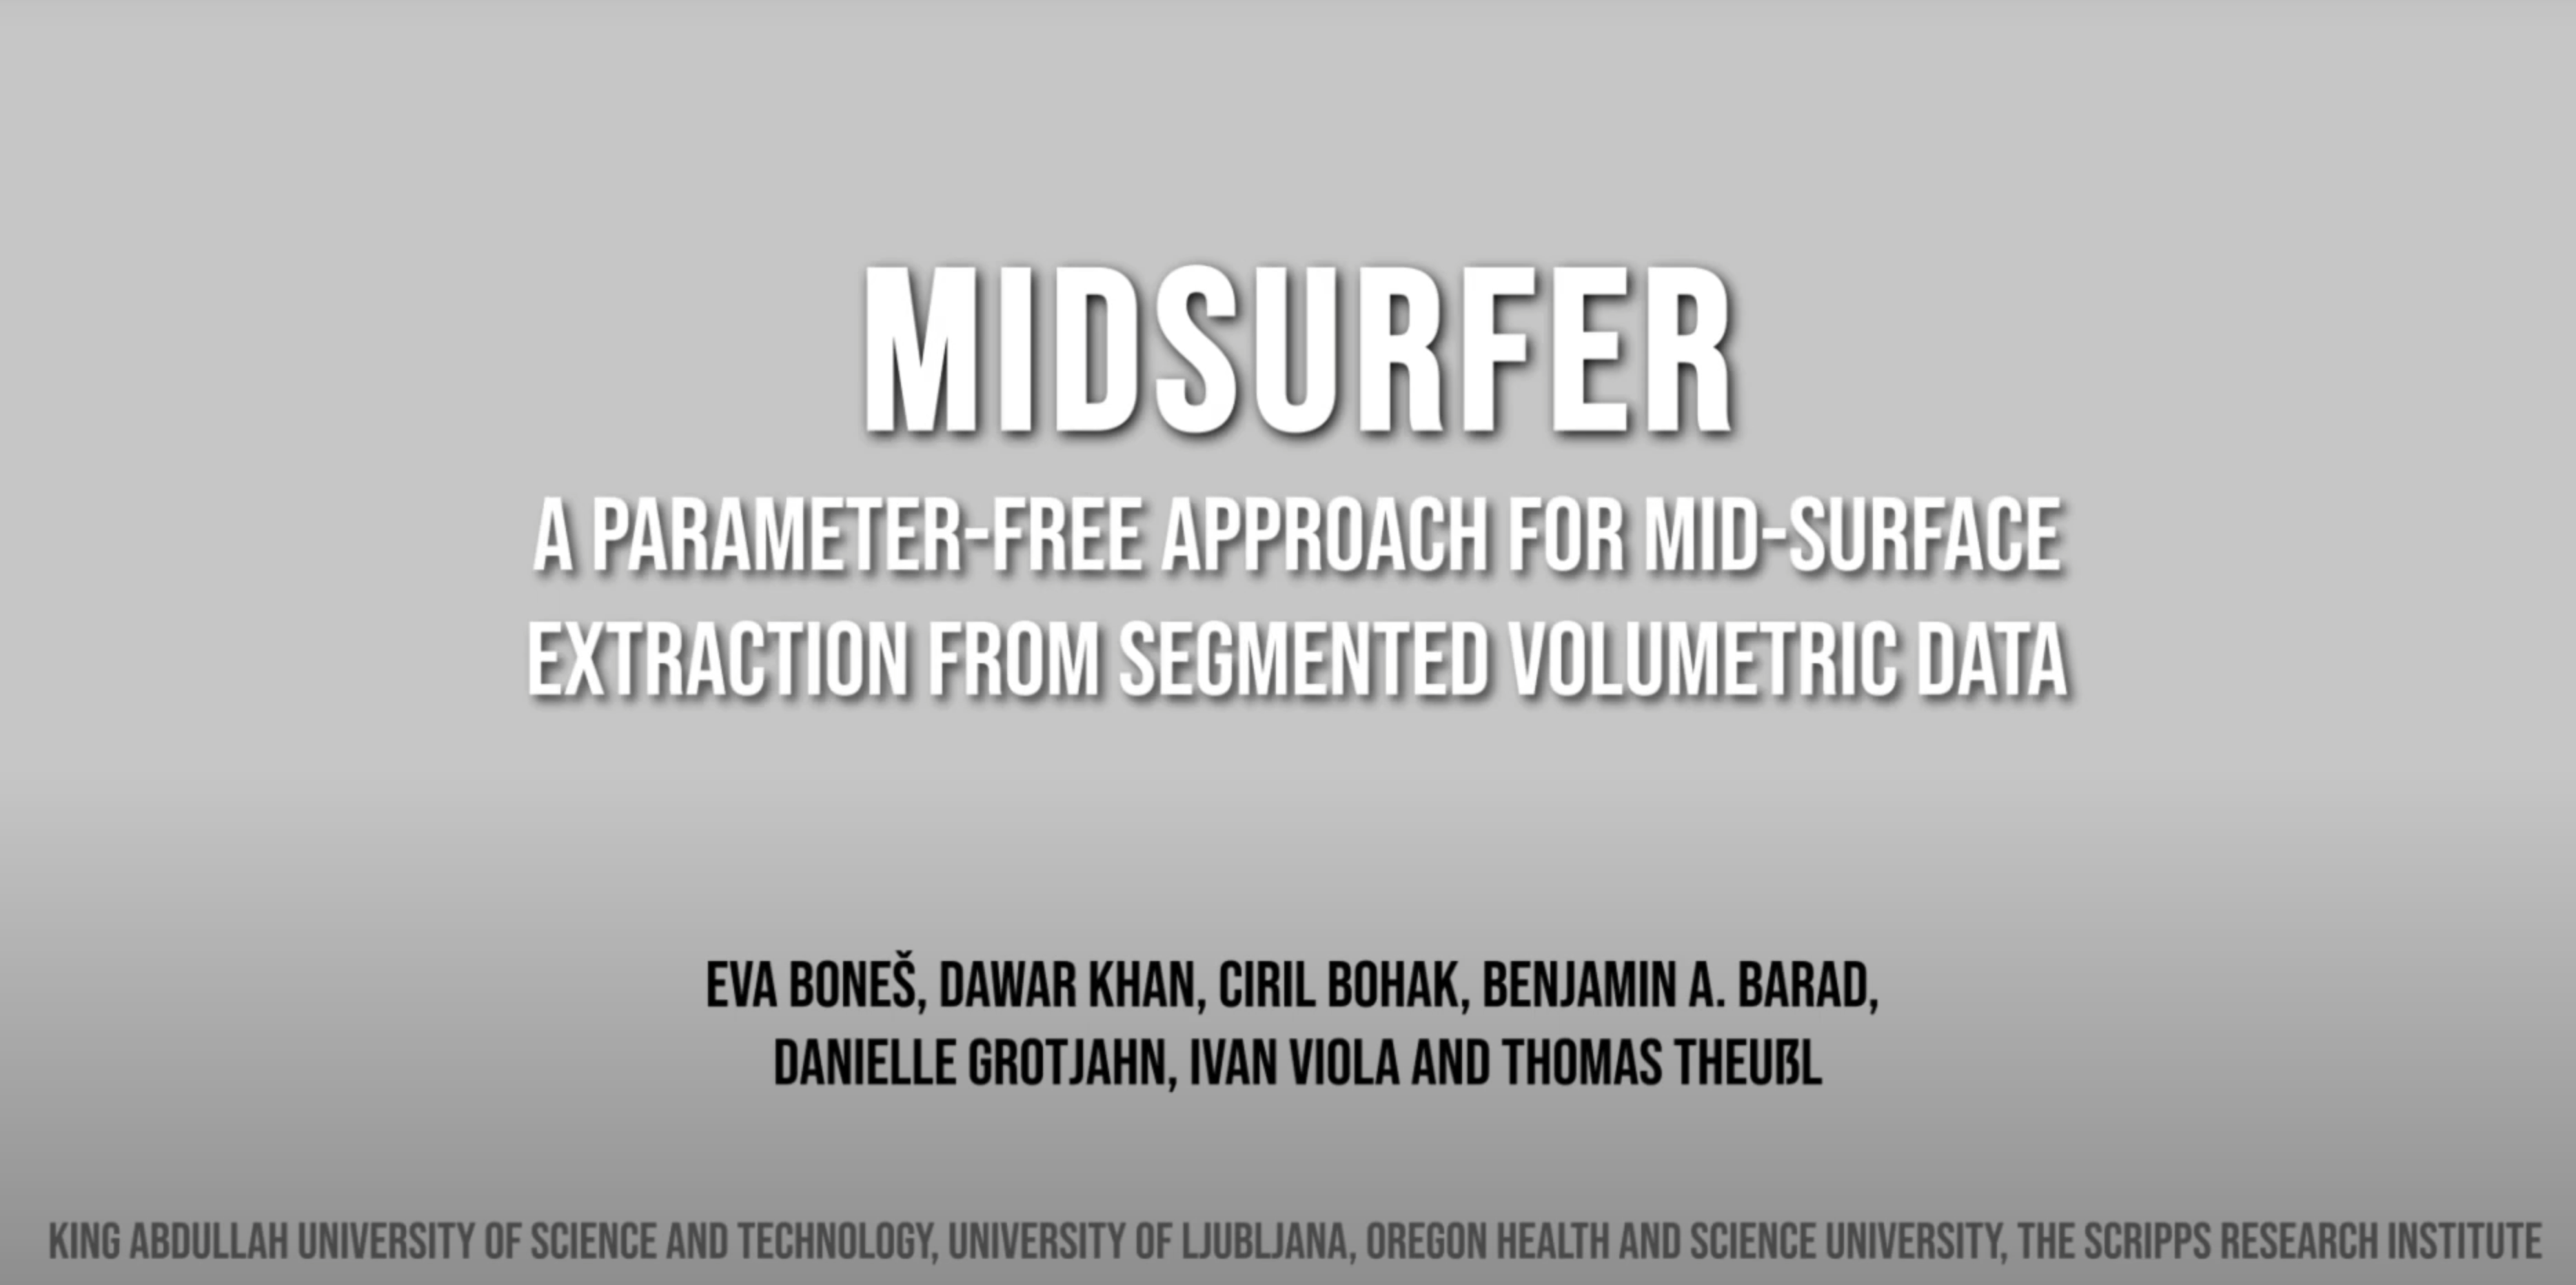 MIDSURFER
A PARAMETER-FREE APPROACH FOR MID-SURFACE
EXTRACTION FROM SEGMENTED VOLUMETRIC DATA
EVA BONEŠ, DAWAR KHAN, CIRIL BOHAK, BENJAMIN A. BARAD,
DANIELLE GROTJAHN, IVAN VIOLA AND THOMAS THEUßL
KING ABDULLAH UNIVERSITY OF SCIENCE AND TECHNOLOGY, UNIVERSITY OF LJUBLJANA, OREGON HEALTH AND SCIENCE UNIVERSITY, THE SCRIPPS RESEARCH INSTITUTE